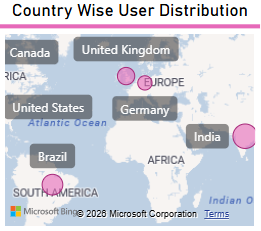 Country Wise User Distribution
Canada
United Kingdom
RICA
EUROPE
United States
Germany
Atlantic Ocean
India
Brazil
AFRICA
SOUTH AMERICA
Indian O
Microsoft Bing
© 2026 Microsoft Corporation Terms